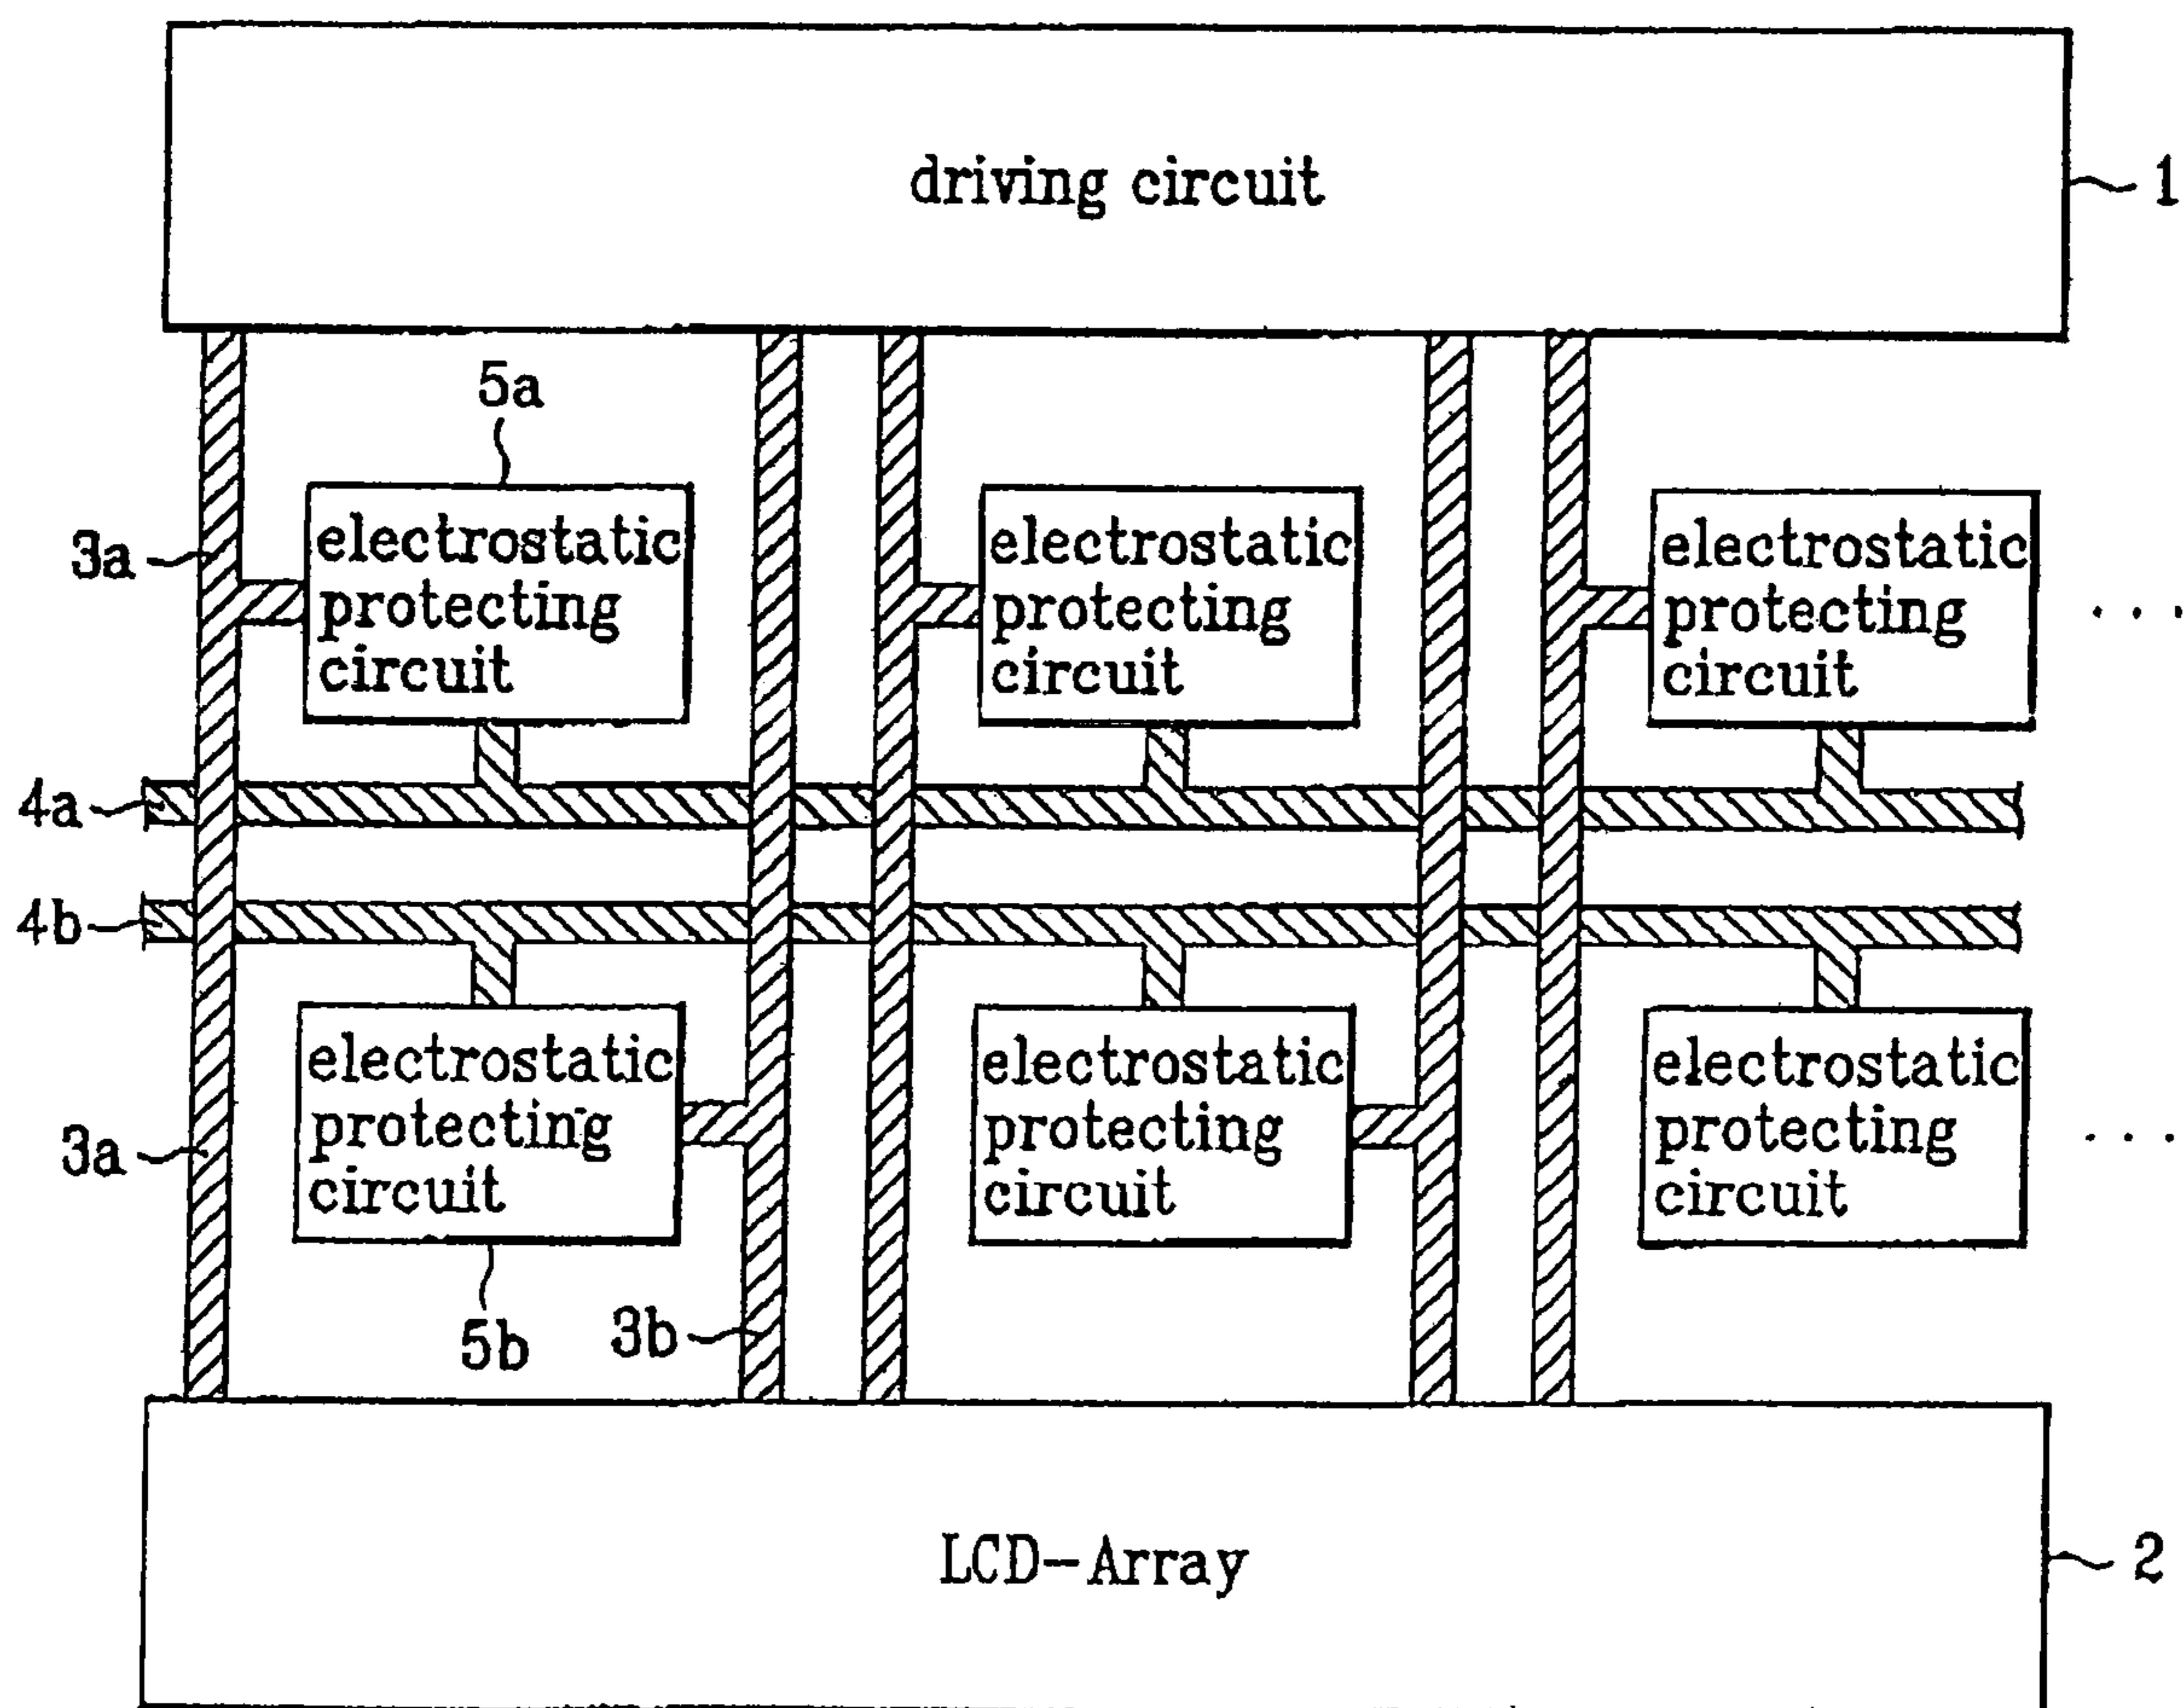 driving circuit
1
5a
3a
electrostatic
protecting
circuit
electrostatic
protecting
circuit
electrostatic
protecting
circuit
. . .
4a
4b
3a
electrostatic
protecting
circuit
electrostatic
protecting
circuit
electrostatic
protecting
circuit
. . .
5b
3b
LCD-Array
2